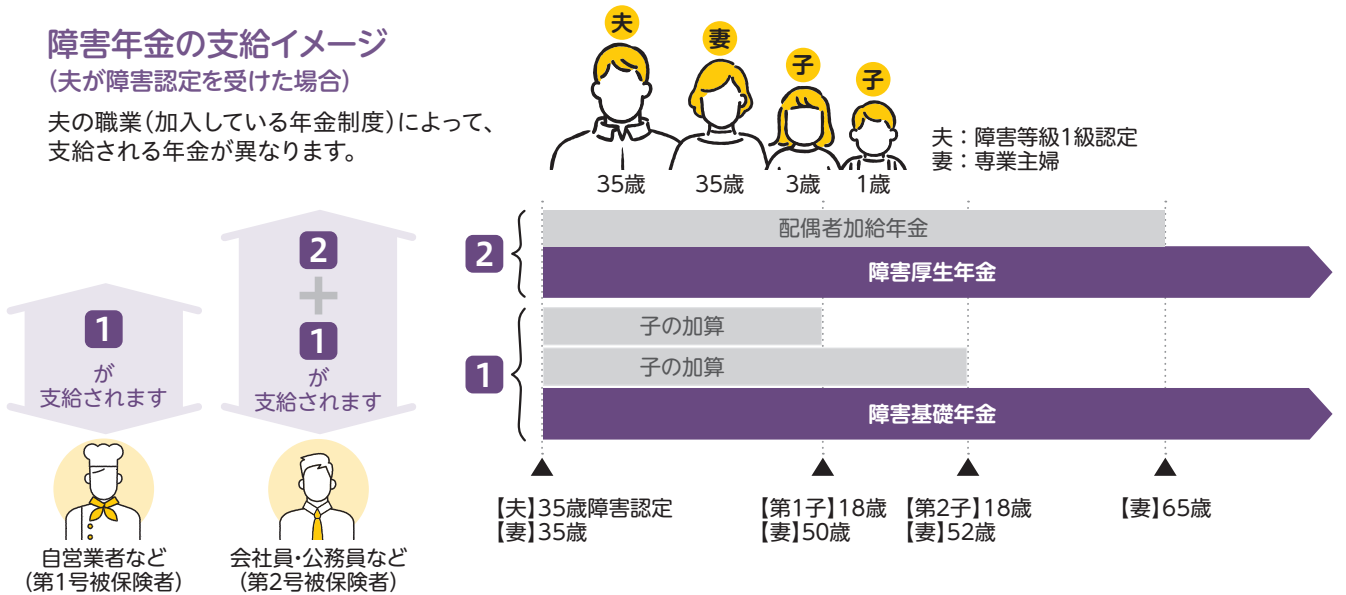 障害年金の支給イメージ
(夫が障害認定を受けた場合)
夫の職業(加入している年金制度)によって、
支給される年金が異なります。
夫
妻
子
子
35歳
35歳
3歳
1歳
夫：障害等級1級認定
妻：専業主婦
1
が
支給されます
自営業者など
(第1号被保険者)
2
+
1
が
支給されます
会社員・公務員など
(第2号被保険者)
2
配偶者加給年金
障害厚生年金
1
子の加算
子の加算
障害基礎年金
【夫】35歳障害認定
【妻】35歳
【第1子】18歳
【妻】50歳
【第2子】18歳
【妻】52歳
【妻】65歳